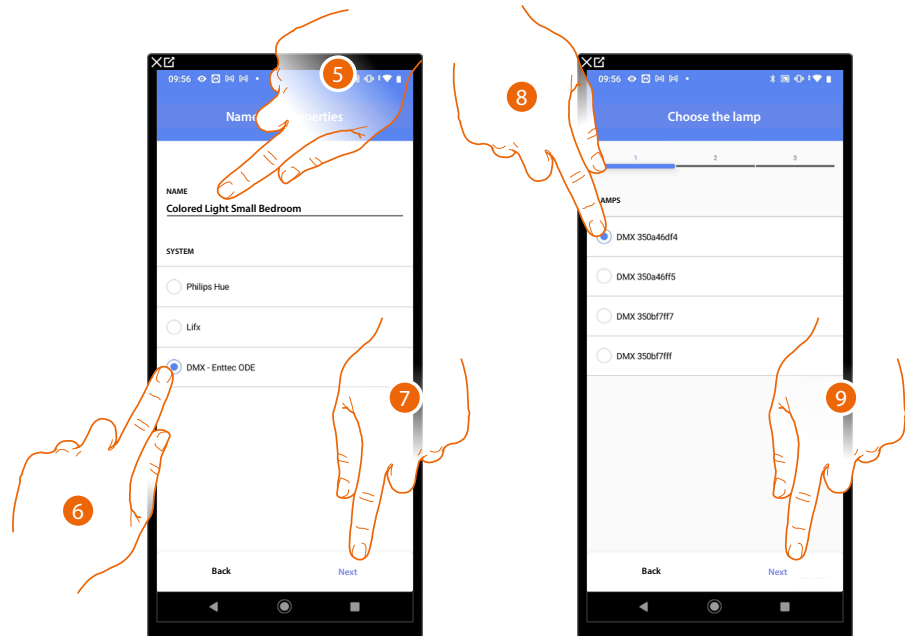 5
09:56
Name
NAME
Colored Light Small Bedroom
SYSTEM
Philips Hue
Lifx
DMX - Enttec ODE
6
7
Back
Next
8
09:56
Choose the lamp
1
2
3
DMX 350a46df4
DMX 350a46ff5
DMX 350bf7ff7
DMX 350bf7fff
9
Back
Next